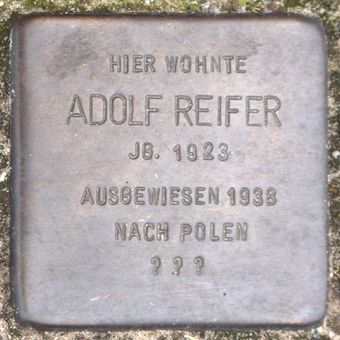 HIER WOHNTE
ADOLF REIFER
JG. 1923
AUSGEWIESEN 1938
NACH POLEN
? ? ?